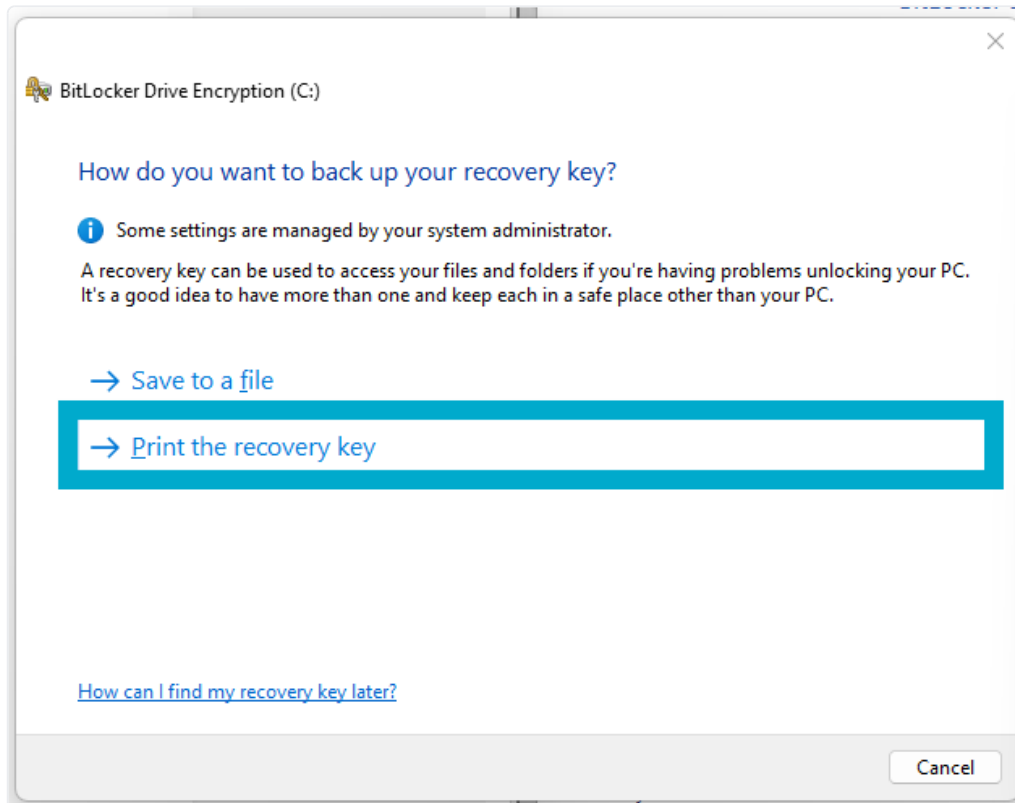 BitLocker Drive Encryption (C:)
How do you want to back up your recovery key?
Some settings are managed by your system administrator.
A recovery key can be used to access your files and folders if you're having problems unlocking your PC.
It's a good idea to have more than one and keep each in a safe place other than your PC.
Save to a file
Print the recovery key
How can I find my recovery key later?
Cancel